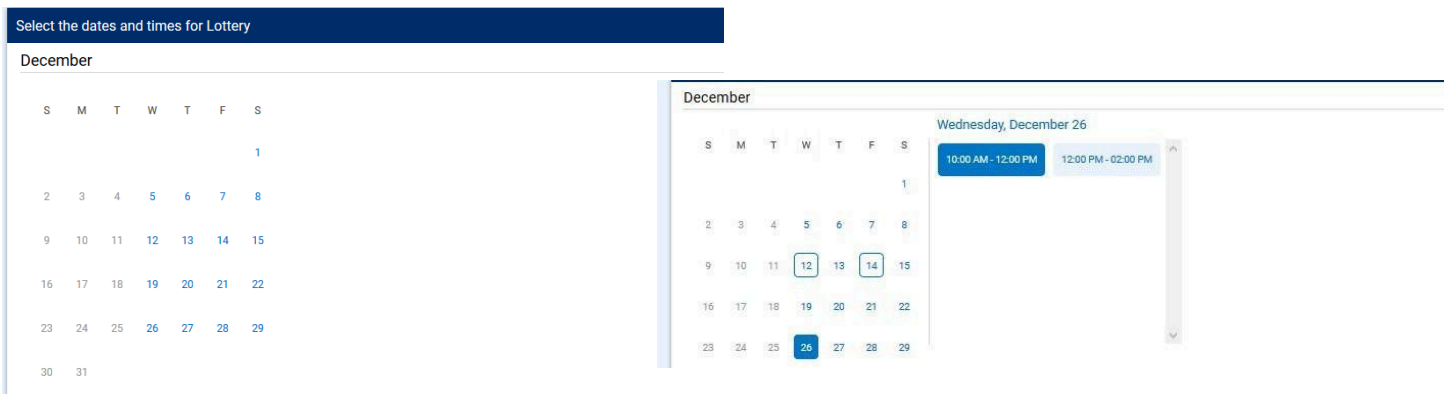 Select the dates and times for Lottery
December
S M T W T F S
1
2 3 4 5 6 7 8
9 10 11 12 13 14 15
16 17 18 19 20 21 22
23 24 25 26 27 28 29
30 31
December
S M T W T F S
1
2 3 4 5 6 7 8
9 10 11 12 13 14 15
16 17 18 19 20 21 22
23 24 25 26 27 28 29
Wednesday, December 26
10:00 AM - 12:00 PM 12:00 PM - 02:00 PM